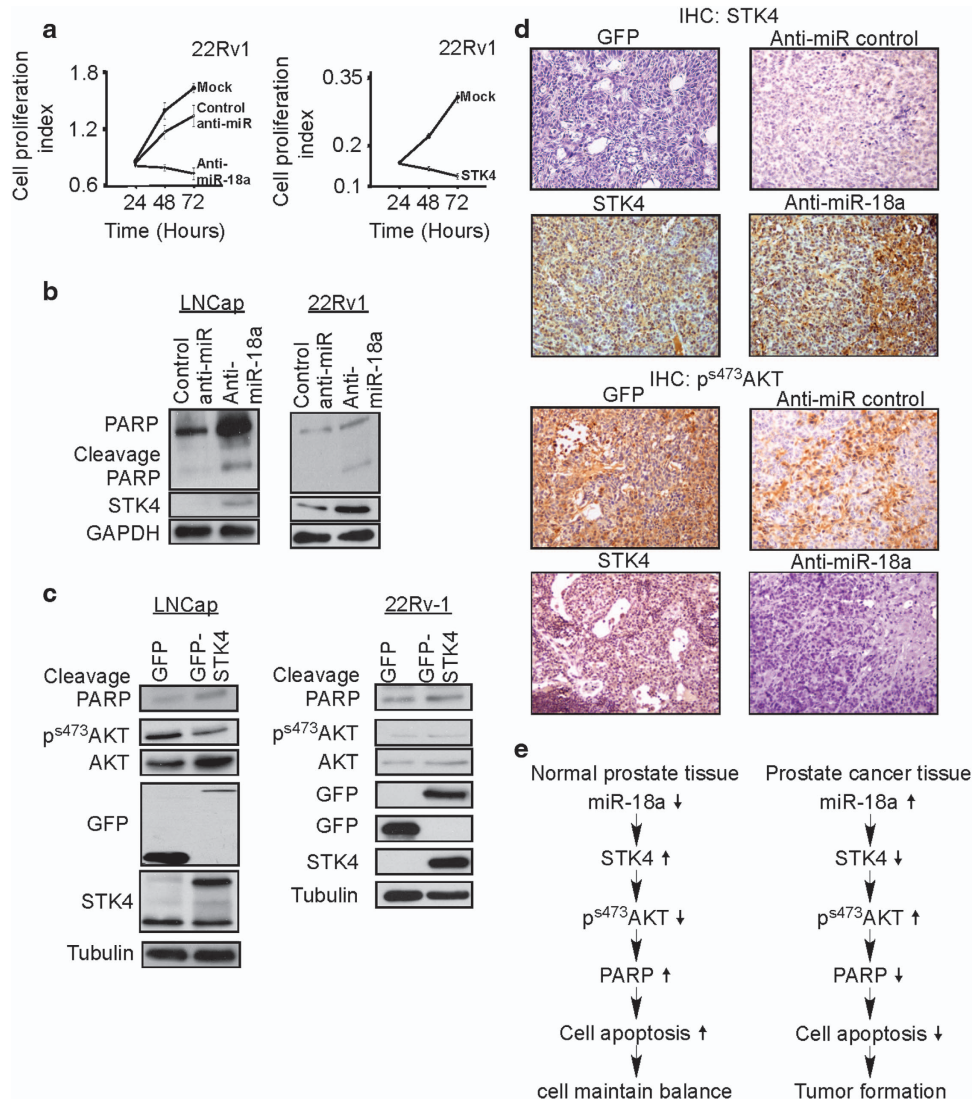 a
22Rv1
Cell proliferation
index
1.8
1.2
0.6
Mock
Control
anti-miR
Anti-
miR-18a
24 48 72
Time (Hours)
22Rv1
Cell proliferation
index
0.35
0.2
0.1
Mock
STK4
24 48 72
Time (Hours)
b
LNCap
Control
anti-miR
Anti-
miR-18a
22Rv1
Control
anti-miR
Anti-
miR-18a
PARP
Cleavage
PARP
STK4
GAPDH
c
LNCap
GFP
GFP-
STK4
Cleavage
PARP
ps473AKT
AKT
GFP
STK4
Tubulin
22Rv-1
GFP
GFP-
STK4
Cleavage
PARP
ps473AKT
AKT
GFP
GFP
STK4
Tubulin
d
IHC: STK4
GFP
Anti-miR control
STK4
Anti-miR-18a
IHC: ps473AKT
GFP
Anti-miR control
STK4
Anti-miR-18a
e
Normal prostate tissue
miR-18a ↓
STK4 ↑
ps473AKT ↓
PARP ↑
Cell apoptosis ↑
cell maintain balance
Prostate cancer tissue
miR-18a ↑
STK4 ↓
ps473AKT ↑
PARP ↓
Cell apoptosis ↓
Tumor formation